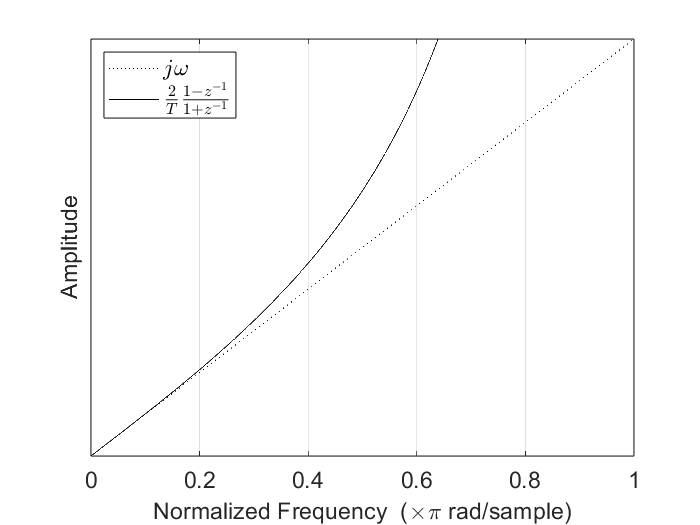 jω
2/T 1−z⁻¹/1+z⁻¹
Amplitude
0 0.2 0.4 0.6 0.8 1
Normalized Frequency (×π rad/sample)